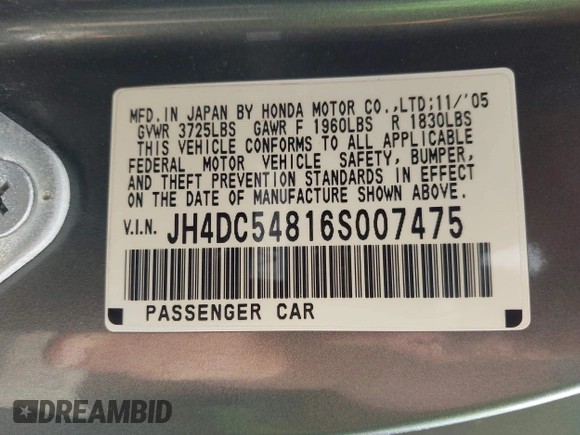 MFD. IN JAPAN BY HONDA MOTOR CO.,LTD;11/'05
GVWR 3725LBS GAWR F 1960LBS R 1830LBS
THIS VEHICLE CONFORMS TO ALL APPLICABLE
FEDERAL MOTOR VEHICLE SAFETY, BUMPER,
AND THEFT PREVENTION STANDARDS IN EFFECT
ON THE DATE OF MANUFACTURE SHOWN ABOVE.
V.I.N. JH4DC54816S007475
PASSENGER CAR
DREAMBID